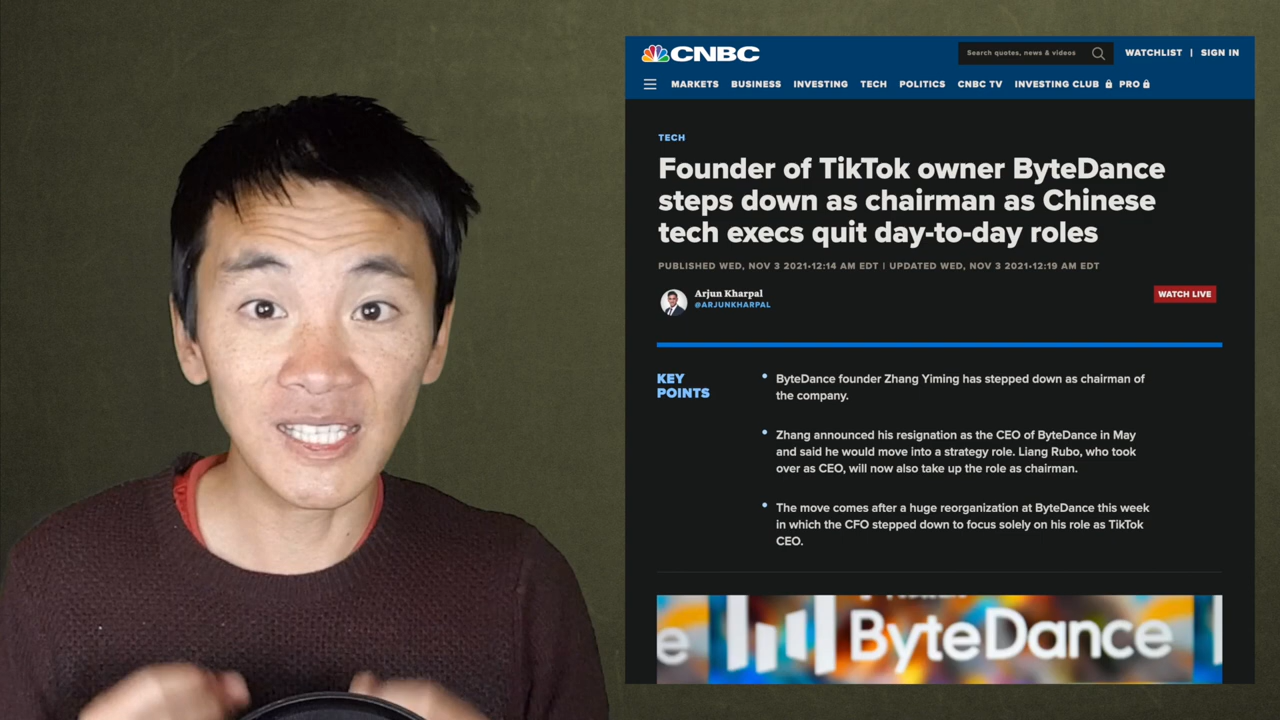 CNBC
Search quotes, news & videos
WATCHLIST | SIGN IN
MARKETS BUSINESS INVESTING TECH POLITICS CNBC TV INVESTING CLUB PRO
TECH
Founder of TikTok owner ByteDance
steps down as chairman as Chinese
tech execs quit day-to-day roles
PUBLISHED WED, NOV 3 2021•12:14 AM EDT | UPDATED WED, NOV 3 2021•12:19 AM EDT
Arjun Kharpal
@ARJUNKHARPAL
WATCH LIVE
KEY
POINTS
ByteDance founder Zhang Yiming has stepped down as chairman of
the company.
Zhang announced his resignation as the CEO of ByteDance in May
and said he would move into a strategy role. Liang Rubo, who took
over as CEO, will now also take up the role as chairman.
The move comes after a huge reorganization at ByteDance this week
in which the CFO stepped down to focus solely on his role as TikTok
CEO.
e ByteDance